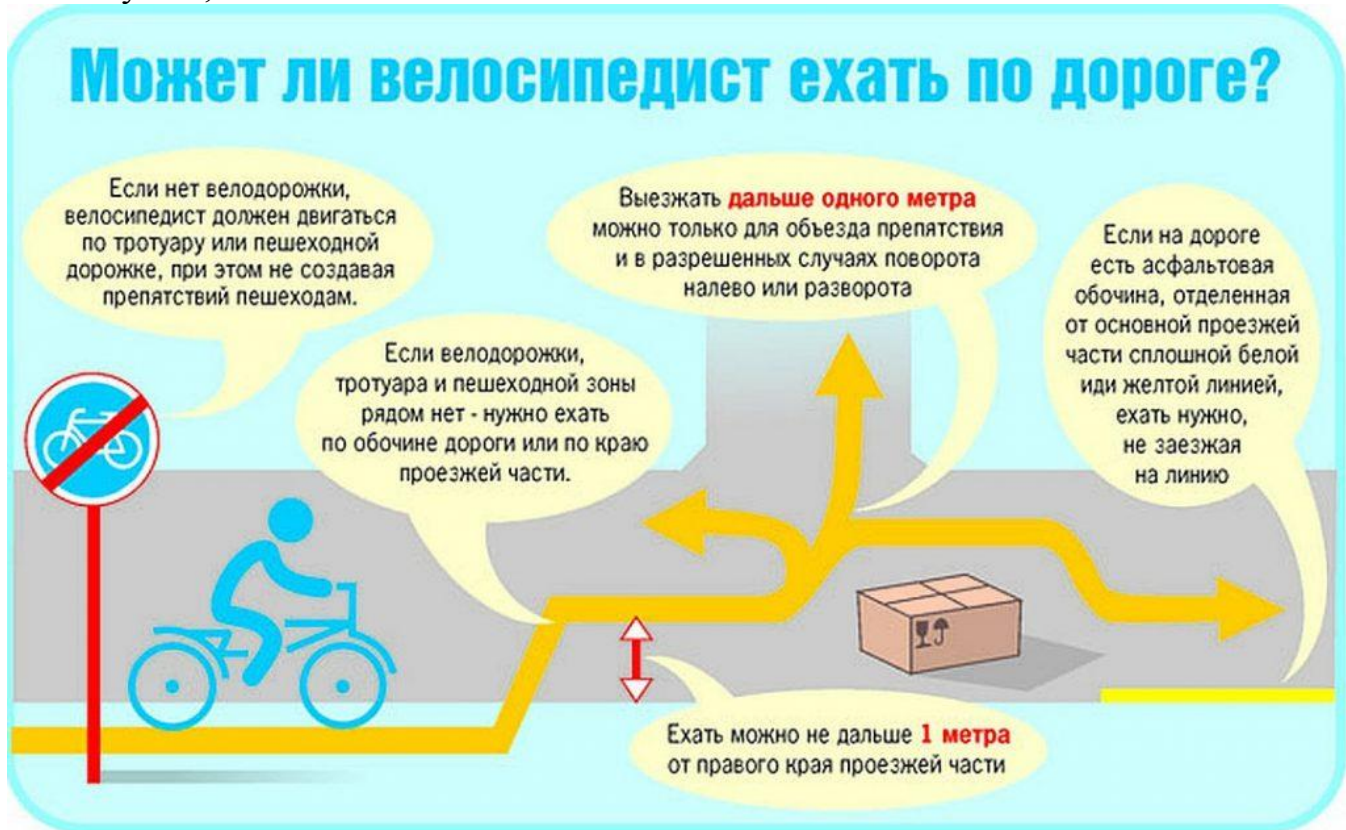 Может ли велосипедист ехать по дороге?
Если нет велодорожки,
велосипедист должен двигаться
по тротуару или пешеходной
дорожке, при этом не создавая
препятствий пешеходам.
Если велодорожки,
тротуара и пешеходной зоны
рядом нет - нужно ехать
по обочине дороги или по краю
проезжей части.
Выезжать дальше одного метра
можно только для объезда препятствия
и в разрешенных случаях поворота
налево или разворота
Если на дороге
есть асфальтовая
обочина, отделенная
от основной проезжей
части сплошной белой
иди желтой линией,
ехать нужно,
не заезжая
на линию
Ехать можно не дальше 1 метра
от правого края проезжей части